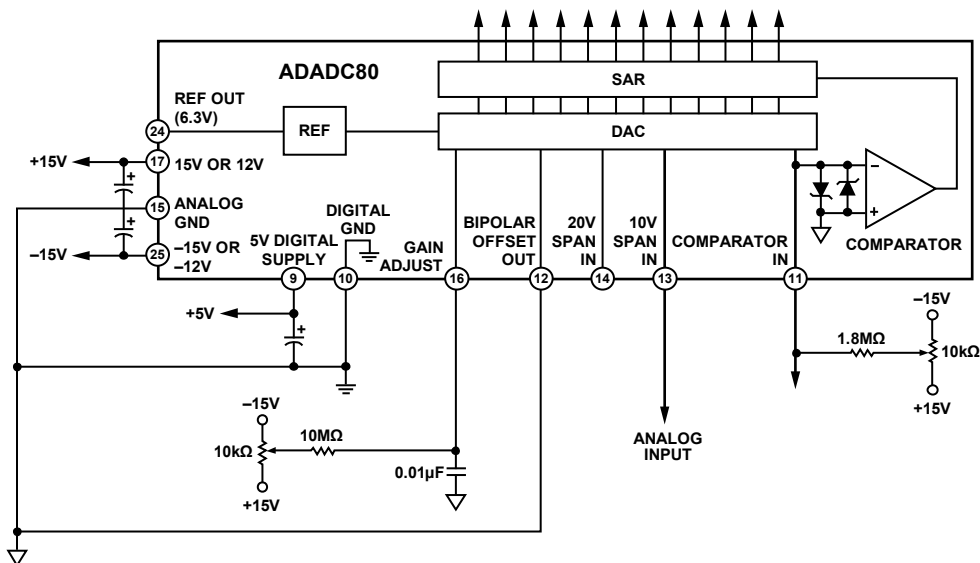 ADADC80
SAR
DAC
REF
REF OUT
(6.3V)
24
+15V
17
15V OR 12V
15
ANALOG
GND
–15V
25
–15V OR
–12V
5V DIGITAL
SUPPLY
9
DIGITAL
GND
10
GAIN
ADJUST
16
BIPOLAR
OFFSET
OUT
12
20V
SPAN
IN
14
10V
SPAN
IN
13
COMPARATOR
IN
11
–
+
COMPARATOR
+
+
+
+5V
–15V
10kΩ
+15V
10MΩ
0.01µF
ANALOG
INPUT
1.8MΩ
–15V
10kΩ
+15V